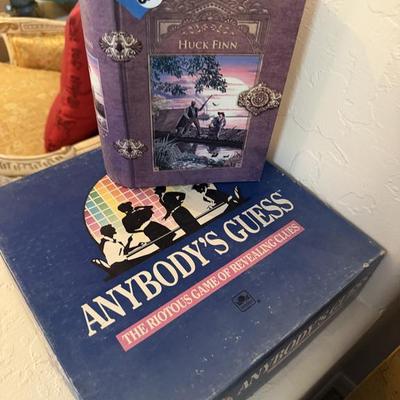 HUCK FINN
ANYBODY'S GUESS
THE RIOTOUS GAME OF REVEALING CLUES
ANYBODY'S GUESS